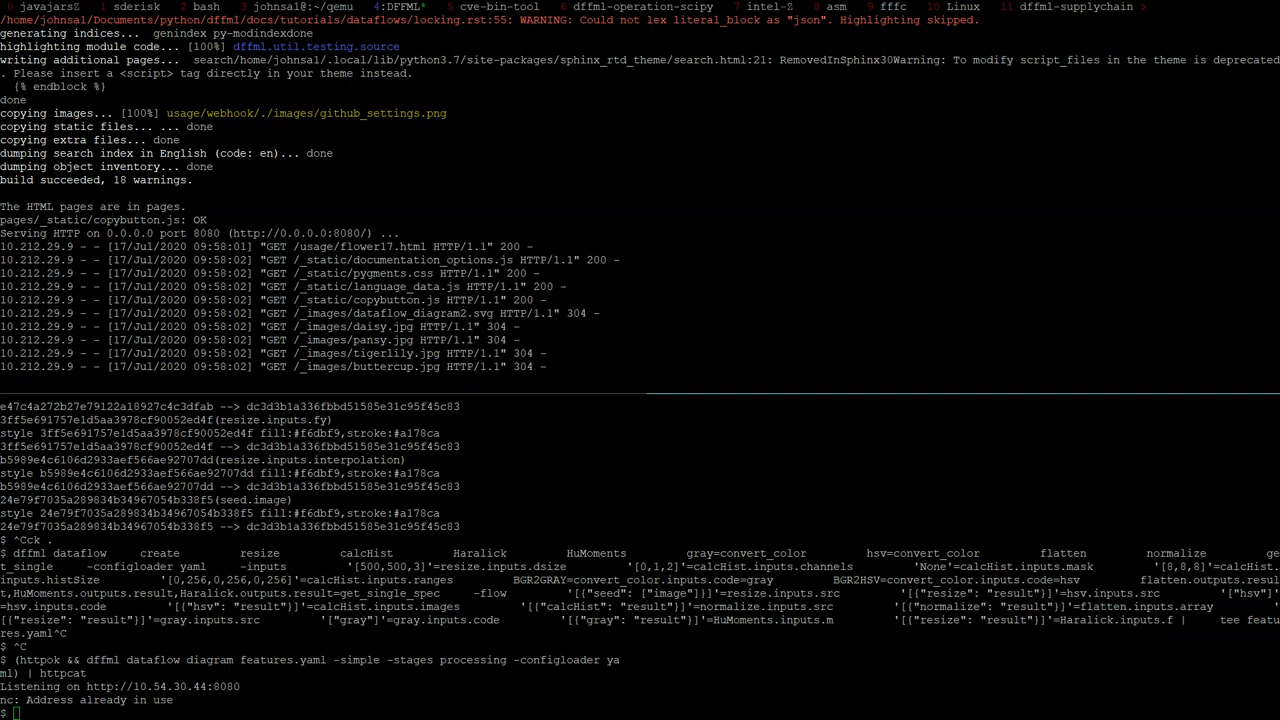 0 javajarsZ 1 sderisk 2 bash 3 johnsa1@:~/qemu 4:DFFML* 5 cve-bin-tool 6 dffml-operation-scipy 7 intel-Z 8 asm 9 fffc 10 Linux 11 dffml-supplychain >
/home/johnsa1/Documents/python/dffml/docs/tutorials/dataflows/locking.rst:55: WARNING: Could not lex literal_block as "json". Highlighting skipped.
generating indices... genindex py-modindexdone
highlighting module code... [100%] dffml.util.testing.source
writing additional pages... search/home/johnsa1/.local/lib/python3.7/site-packages/sphinx_rtd_theme/search.html:21: RemovedInSphinx30Warning: To modify script_files in the theme is deprecated
. Please insert a <script> tag directly in your theme instead.
{% endblock %}
done
copying images... [100%] usage/webhook/./images/github_settings.png
copying static files... ... done
copying extra files... done
dumping search index in English (code: en)... done
dumping object inventory... done
build succeeded, 18 warnings.
The HTML pages are in pages.
pages/_static/copybutton.js: OK
Serving HTTP on 0.0.0.0 port 8080 (http://0.0.0.0:8080/) ...
10.212.29.9 - - [17/Jul/2020 09:58:01] "GET /usage/flower17.html HTTP/1.1" 200 -
10.212.29.9 - - [17/Jul/2020 09:58:02] "GET /_static/documentation_options.js HTTP/1.1" 200 -
10.212.29.9 - - [17/Jul/2020 09:58:02] "GET /_static/pygments.css HTTP/1.1" 200 -
10.212.29.9 - - [17/Jul/2020 09:58:02] "GET /_static/language_data.js HTTP/1.1" 200 -
10.212.29.9 - - [17/Jul/2020 09:58:02] "GET /_static/copybutton.js HTTP/1.1" 200 -
10.212.29.9 - - [17/Jul/2020 09:58:02] "GET /_images/dataflow_diagram2.svg HTTP/1.1" 304 -
10.212.29.9 - - [17/Jul/2020 09:58:02] "GET /_images/daisy.jpg HTTP/1.1" 304 -
10.212.29.9 - - [17/Jul/2020 09:58:02] "GET /_images/pansy.jpg HTTP/1.1" 304 -
10.212.29.9 - - [17/Jul/2020 09:58:02] "GET /_images/tigerlily.jpg HTTP/1.1" 304 -
10.212.29.9 - - [17/Jul/2020 09:58:02] "GET /_images/buttercup.jpg HTTP/1.1" 304 -
e47c4a272b27e79122a18927c4c3dfab --> dc3d3b1a336fbbd51585e31c95f45c83
3ff5e691757e1d5aa3978cf90052ed4f(resize.inputs.fy)
style 3ff5e691757e1d5aa3978cf90052ed4f fill:#f6dbf9,stroke:#a178ca
3ff5e691757e1d5aa3978cf90052ed4f --> dc3d3b1a336fbbd51585e31c95f45c83
b5989e4c6106d2933aef566ae92707dd(resize.inputs.interpolation)
style b5989e4c6106d2933aef566ae92707dd fill:#f6dbf9,stroke:#a178ca
b5989e4c6106d2933aef566ae92707dd --> dc3d3b1a336fbbd51585e31c95f45c83
24e79f7035a289834b34967054b338f5(seed.image)
style 24e79f7035a289834b34967054b338f5 fill:#f6dbf9,stroke:#a178ca
24e79f7035a289834b34967054b338f5 --> dc3d3b1a336fbbd51585e31c95f45c83
$ ^Cck .
$ dffml dataflow create resize calcHist Haralick HuMoments gray=convert_color hsv=convert_color flatten normalize ge
t_single -configloader yaml -inputs '[500,500,3]'=resize.inputs.dsize '[0,1,2]'=calcHist.inputs.channels 'None'=calcHist.inputs.mask '[8,8,8]'=calcHist.
inputs.histSize '[0,256,0,256,0,256]'=calcHist.inputs.ranges BGR2GRAY=convert_color.inputs.code=gray BGR2HSV=convert_color.inputs.code=hsv flatten.outputs.resu
lt,HuMoments.outputs.result,Haralick.outputs.result=get_single_spec -flow '[{"seed": ["image"]}'=resize.inputs.src '[{"resize": "result"}]'=hsv.inputs.src '["hsv"]'
=hsv.inputs.code '[{"hsv": "result"}]'=calcHist.inputs.images '[{"calcHist": "result"}]'=normalize.inputs.src '[{"normalize": "result"}]'=flatten.inputs.array '
[{"resize": "result"}]'=gray.inputs.src '["gray"]'=gray.inputs.code '[{"gray": "result"}]'=HuMoments.inputs.m '[{"resize": "result"}]'=Haralick.inputs.f | tee featu
res.yaml^C
$ ^C
$ (httpok && dffml dataflow diagram features.yaml -simple -stages processing -configloader ya
ml) | httpcat
Listening on http://10.54.30.44:8080
nc: Address already in use
$